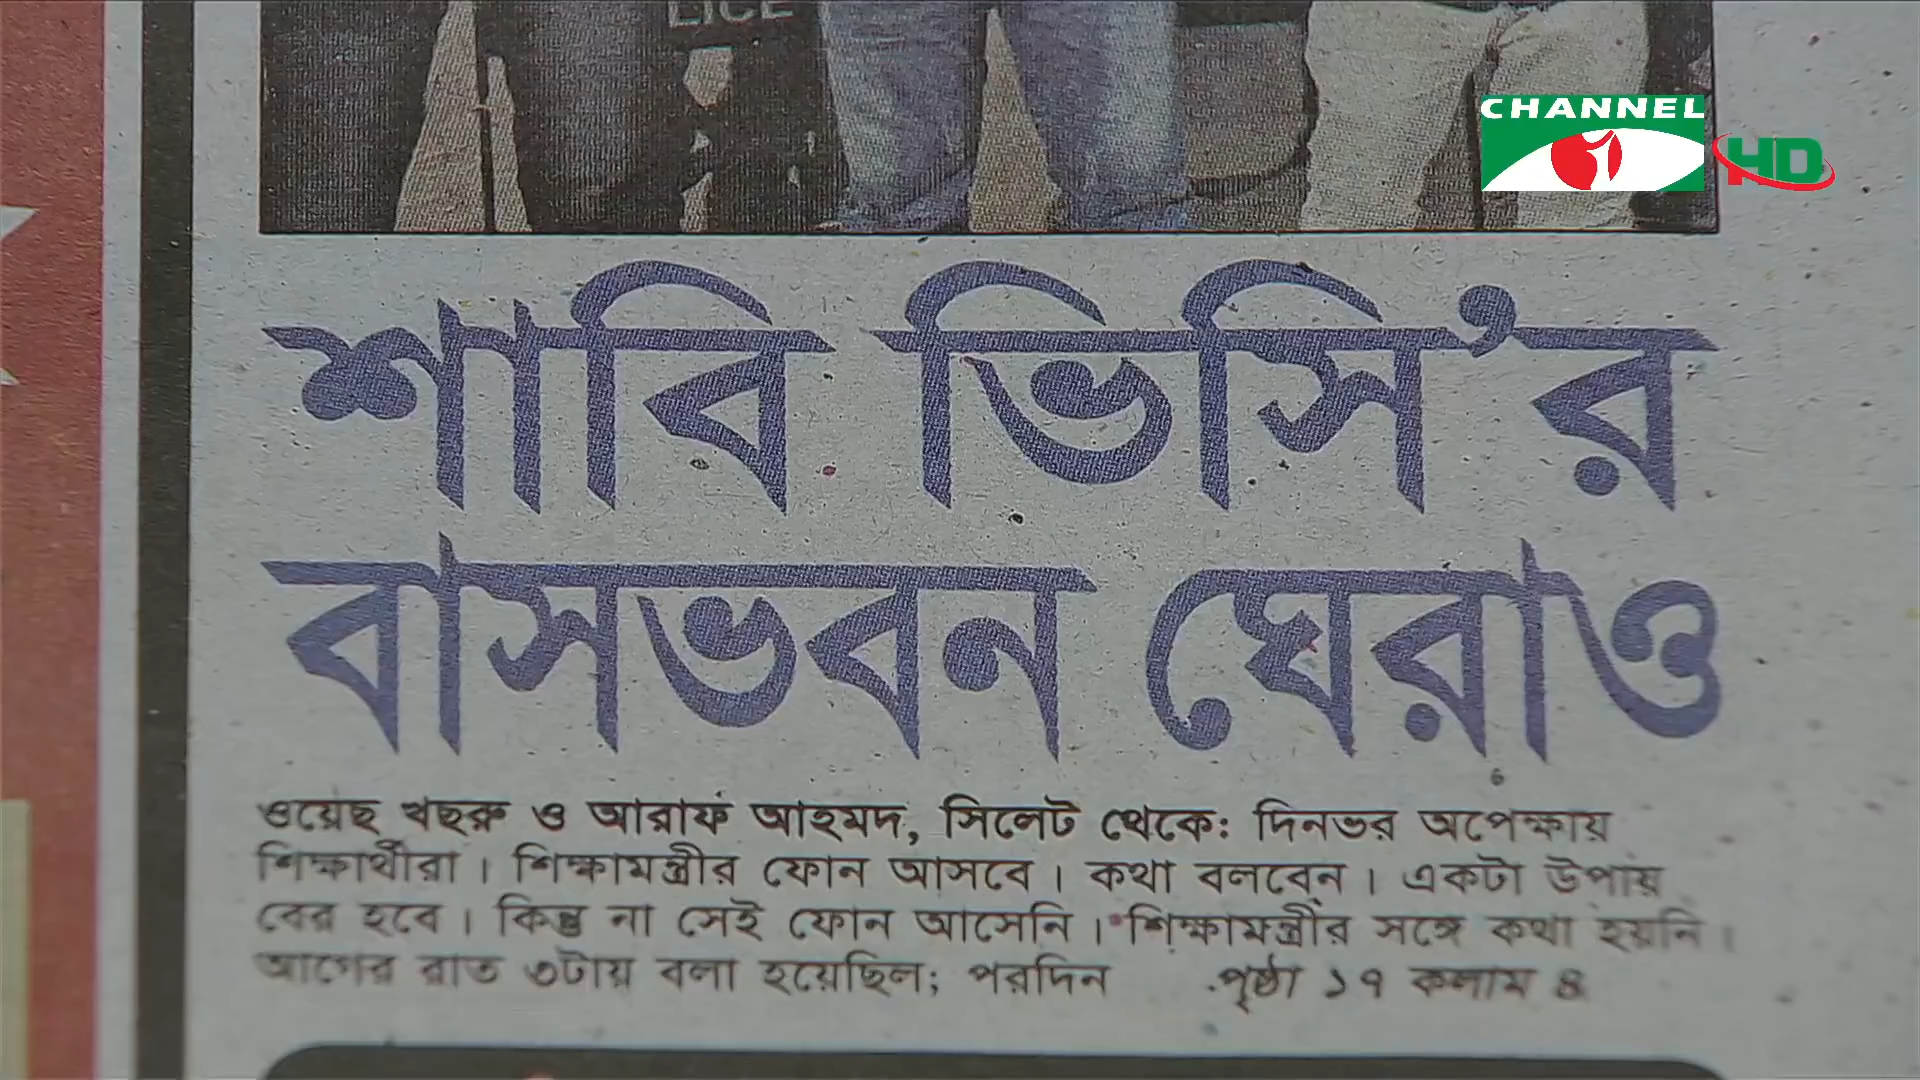 LICE
CHANNEL
HD
শাবি ভিসি’র
বাসভবন ঘেরাও
ওয়েছ খছরু ও আরাফ আহমদ, সিলেট থেকে: দিনভর অপেক্ষায়
শিক্ষার্থীরা। শিক্ষামন্ত্রীর ফোন আসবে। কথা বলবেন। একটা উপায়
বের হবে। কিন্তু না সেই ফোন আসেনি। শিক্ষামন্ত্রীর সঙ্গে কথা হয়নি।
আগের রাত ৩টায় বলা হয়েছিল; পরদিন পৃষ্ঠা ১৭ কলাম ৪